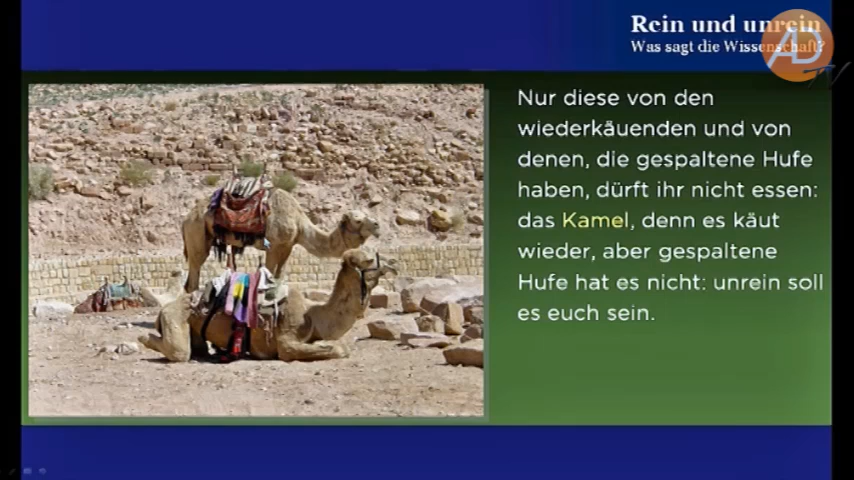 Rein und unrein
Was sagt die Wissenschaft?
AD
TV
Nur diese von den
wiederkäuenden und von
denen, die gespaltene Hufe
haben, dürft ihr nicht essen:
das Kamel, denn es käut
wieder, aber gespaltene
Hufe hat es nicht: unrein soll
es euch sein.